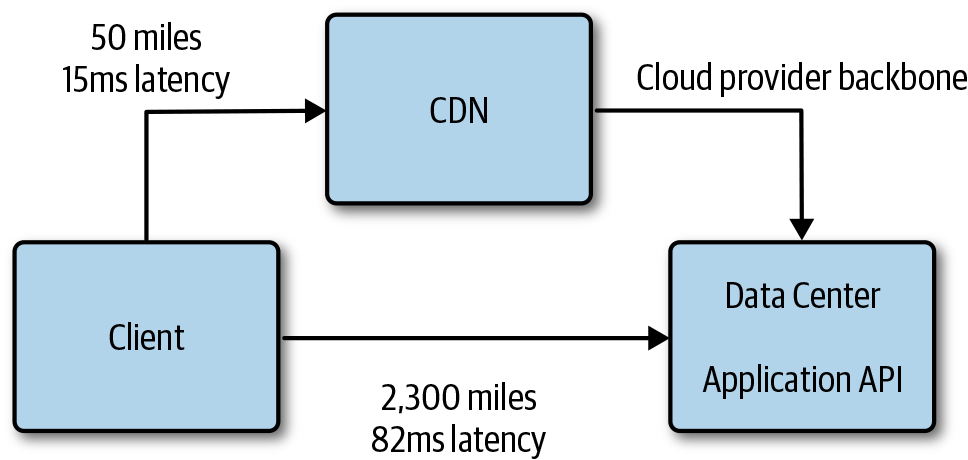 50 miles
15ms latency
CDN
Cloud provider backbone
Client
Data Center
Application API
2,300 miles
82ms latency